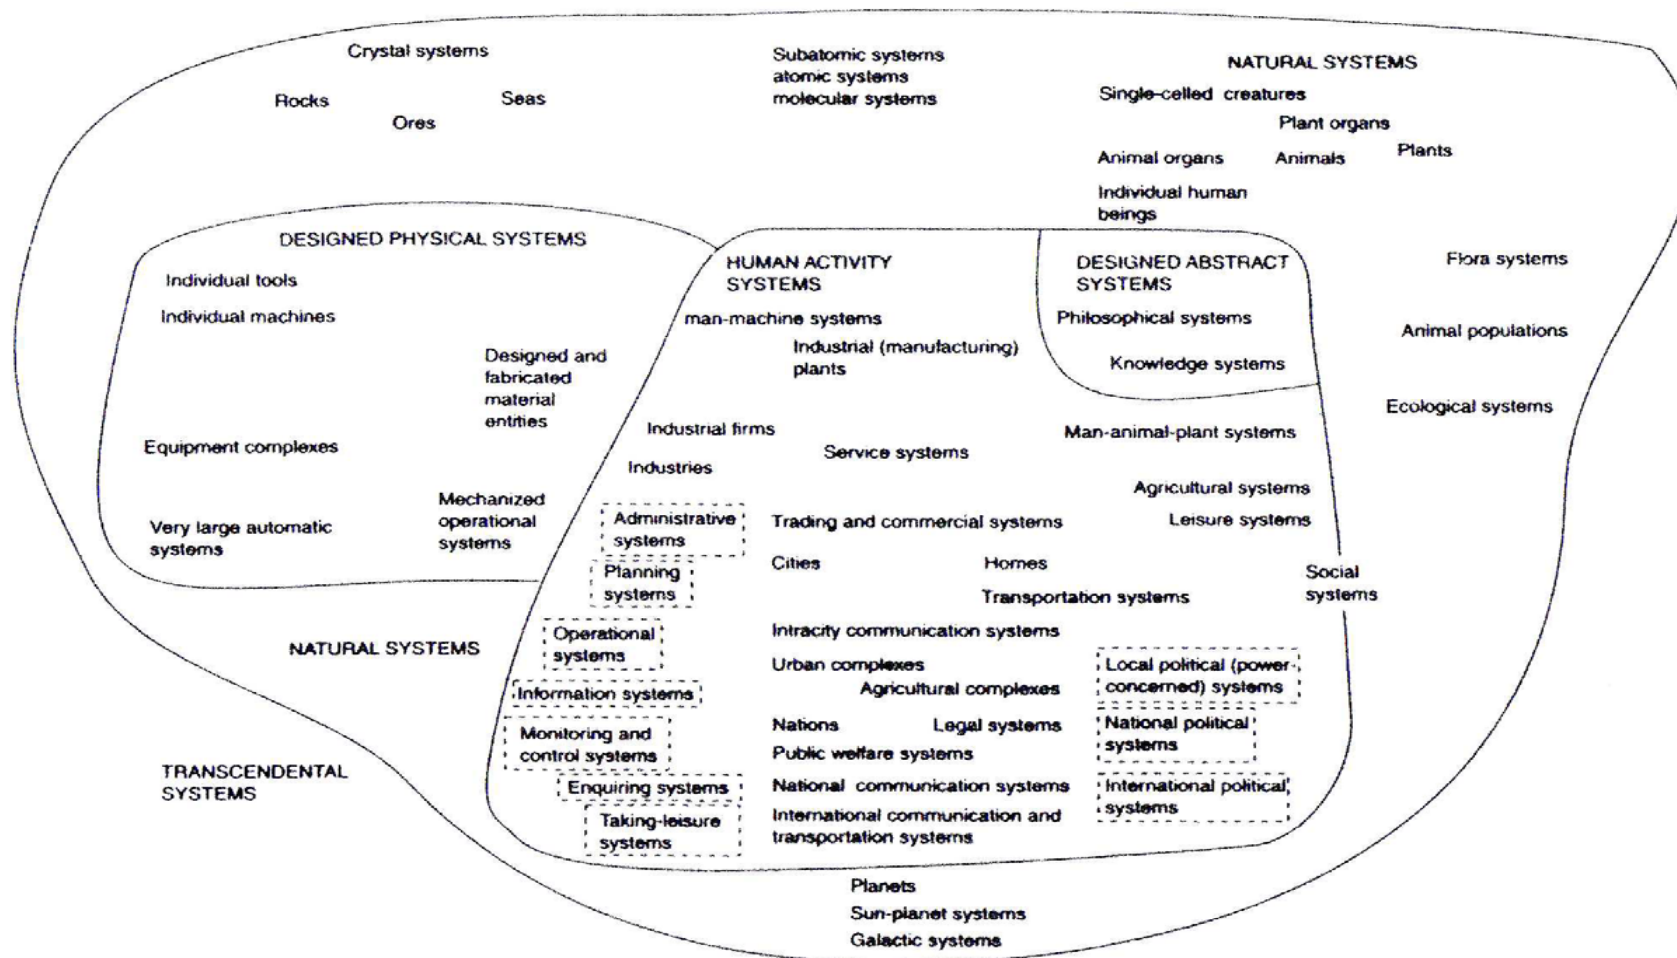 Crystal systems
Rocks
Seas
Ores
Subatomic systems
atomic systems
molecular systems
NATURAL SYSTEMS
Single-celled creatures
Plant organs
Animal organs
Animals
Plants
Individual human
beings
Flora systems
Animal populations
Ecological systems
DESIGNED PHYSICAL SYSTEMS
Individual tools
Individual machines
Designed and
fabricated
material
entities
Equipment complexes
Mechanized
operational
systems
Very large automatic
systems
HUMAN ACTIVITY
SYSTEMS
man-machine systems
Industrial (manufacturing)
plants
DESIGNED ABSTRACT
SYSTEMS
Philosophical systems
Knowledge systems
Industrial firms
Service systems
Man-animal-plant systems
Industries
Agricultural systems
Administrative
systems
Trading and commercial systems
Leisure systems
Planning
systems
Cities
Homes
Social
systems
Transportation systems
Operational
systems
Intracity communication systems
Urban complexes
Local political (power-
concerned) systems
Information systems
Agricultural complexes
Monitoring and
control systems
Nations
Legal systems
National political
systems
Public welfare systems
Enquiring systems
National communication systems
International political
systems
Taking-leisure
systems
International communication and
transportation systems
NATURAL SYSTEMS
TRANSCENDENTAL
SYSTEMS
Planets
Sun-planet systems
Galactic systems